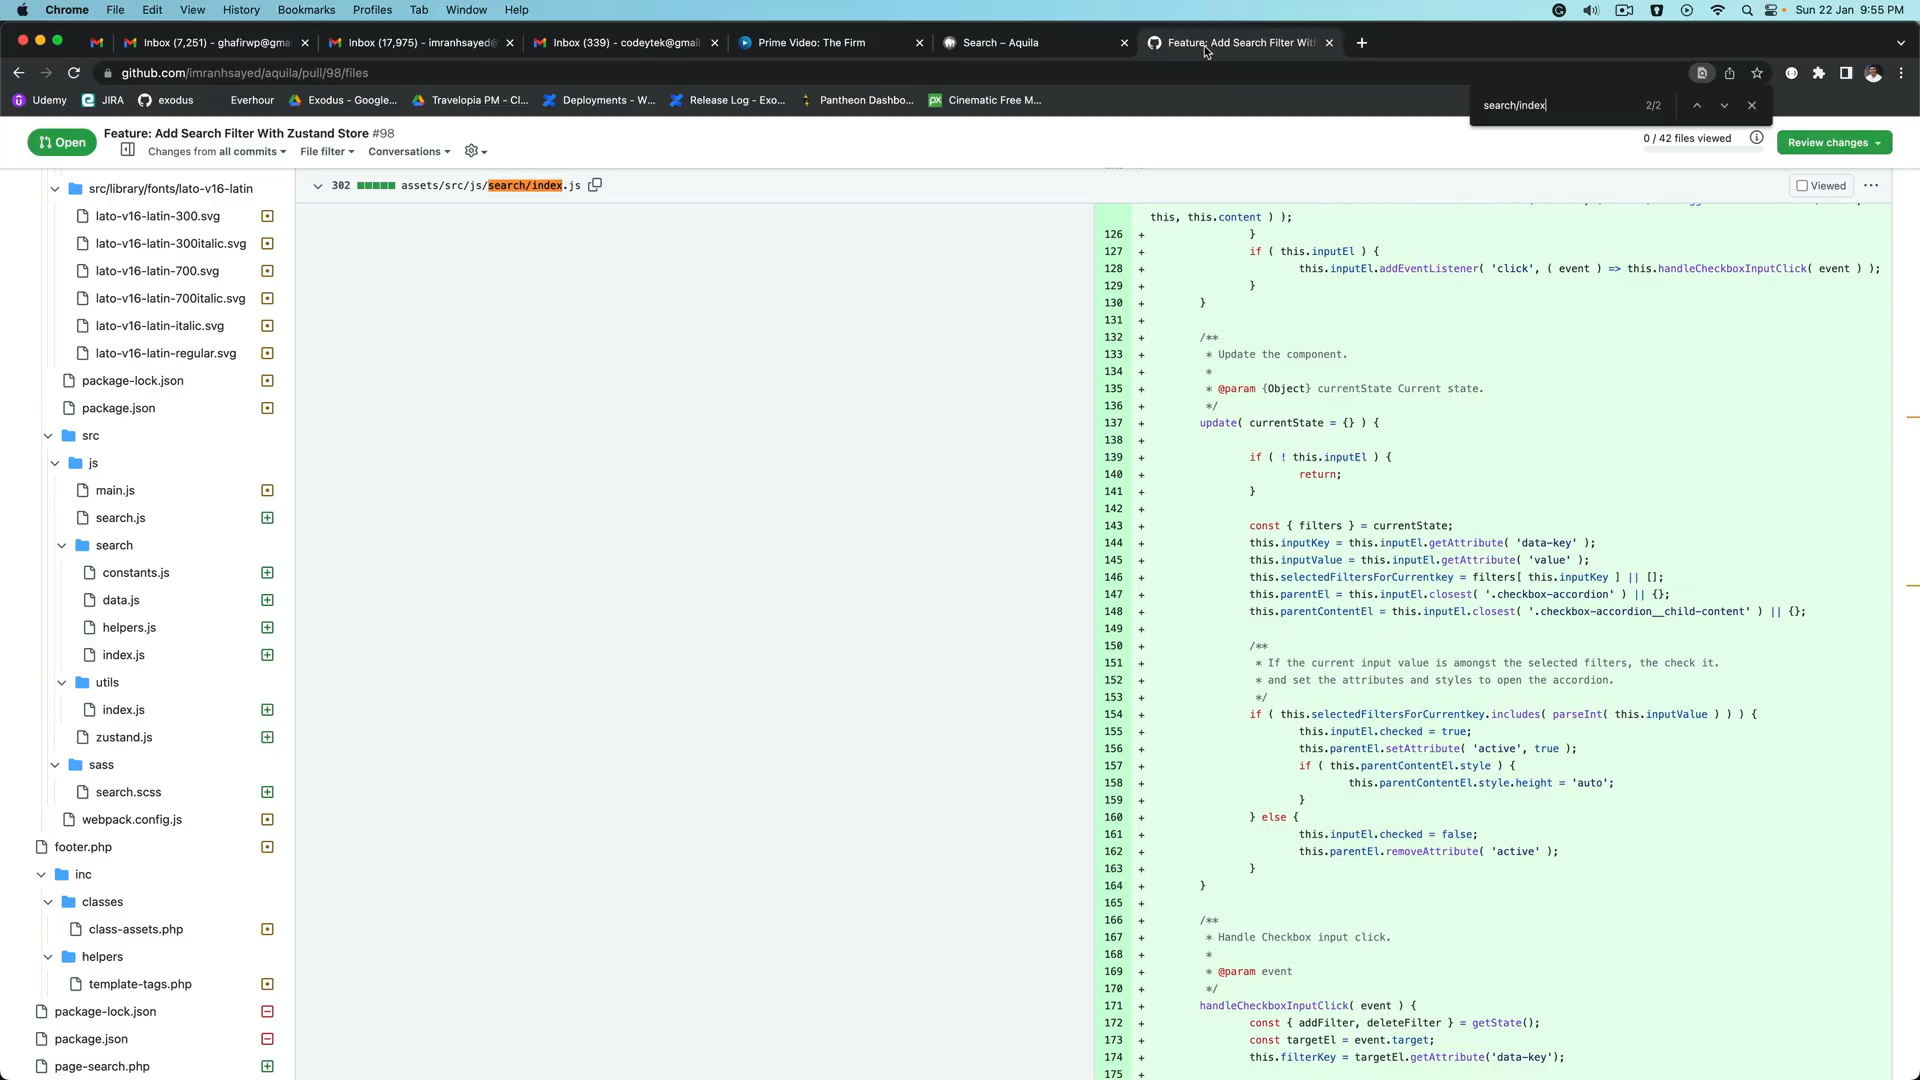 Chrome File Edit View History Bookmarks Profiles Tab Window Help Sun 22 Jan 9:55 PM
Inbox (7,251) - ghafirwp@gma Inbox (17,975) - imranhsayed@ Inbox (339) - codeytek@gmail Prime Video: The Firm Search – Aquila Feature: Add Search Filter With
github.com/imranhsayed/aquila/pull/98/files
Udemy JIRA exodus Everhour Exodus - Google... Travelopia PM - Cl... Deployments - W... Release Log - Exo... Pantheon Dashbo... Cinematic Free M...
search/index 2/2
Open
Feature: Add Search Filter With Zustand Store #98
Changes from all commits File filter Conversations
0 / 42 files viewed
Review changes
src/library/fonts/lato-v16-latin
lato-v16-latin-300.svg
lato-v16-latin-300italic.svg
lato-v16-latin-700.svg
lato-v16-latin-700italic.svg
lato-v16-latin-italic.svg
lato-v16-latin-regular.svg
package-lock.json
package.json
src
js
main.js
search.js
search
constants.js
data.js
helpers.js
index.js
utils
index.js
zustand.js
sass
search.scss
webpack.config.js
footer.php
inc
classes
class-assets.php
helpers
template-tags.php
package-lock.json
package.json
page-search.php
302 assets/src/js/search/index.js Viewed
this, this.content ) );
126 + }
127 + if ( this.inputEl ) {
128 + this.inputEl.addEventListener( 'click', ( event ) => this.handleCheckboxInputClick( event ) );
129 + }
130 + }
131 +
132 + /**
133 + * Update the component.
134 + *
135 + * @param {Object} currentState Current state.
136 + */
137 + update( currentState = {} ) {
138 +
139 + if ( ! this.inputEl ) {
140 + return;
141 + }
142 +
143 + const { filters } = currentState;
144 + this.inputKey = this.inputEl.getAttribute( 'data-key' );
145 + this.inputValue = this.inputEl.getAttribute( 'value' );
146 + this.selectedFiltersForCurrentkey = filters[ this.inputKey ] || [];
147 + this.parentEl = this.inputEl.closest( '.checkbox-accordion' ) || {};
148 + this.parentContentEl = this.inputEl.closest( '.checkbox-accordion__child-content' ) || {};
149 +
150 + /**
151 + * If the current input value is amongst the selected filters, the check it.
152 + * and set the attributes and styles to open the accordion.
153 + */
154 + if ( this.selectedFiltersForCurrentkey.includes( parseInt( this.inputValue ) ) ) {
155 + this.inputEl.checked = true;
156 + this.parentEl.setAttribute( 'active', true );
157 + if ( this.parentContentEl.style ) {
158 + this.parentContentEl.style.height = 'auto';
159 + }
160 + } else {
161 + this.inputEl.checked = false;
162 + this.parentEl.removeAttribute( 'active' );
163 + }
164 + }
165 +
166 + /**
167 + * Handle Checkbox input click.
168 + *
169 + * @param event
170 + */
171 + handleCheckboxInputClick( event ) {
172 + const { addFilter, deleteFilter } = getState();
173 + const targetEl = event.target;
174 + this.filterKey = targetEl.getAttribute('data-key');
175 +